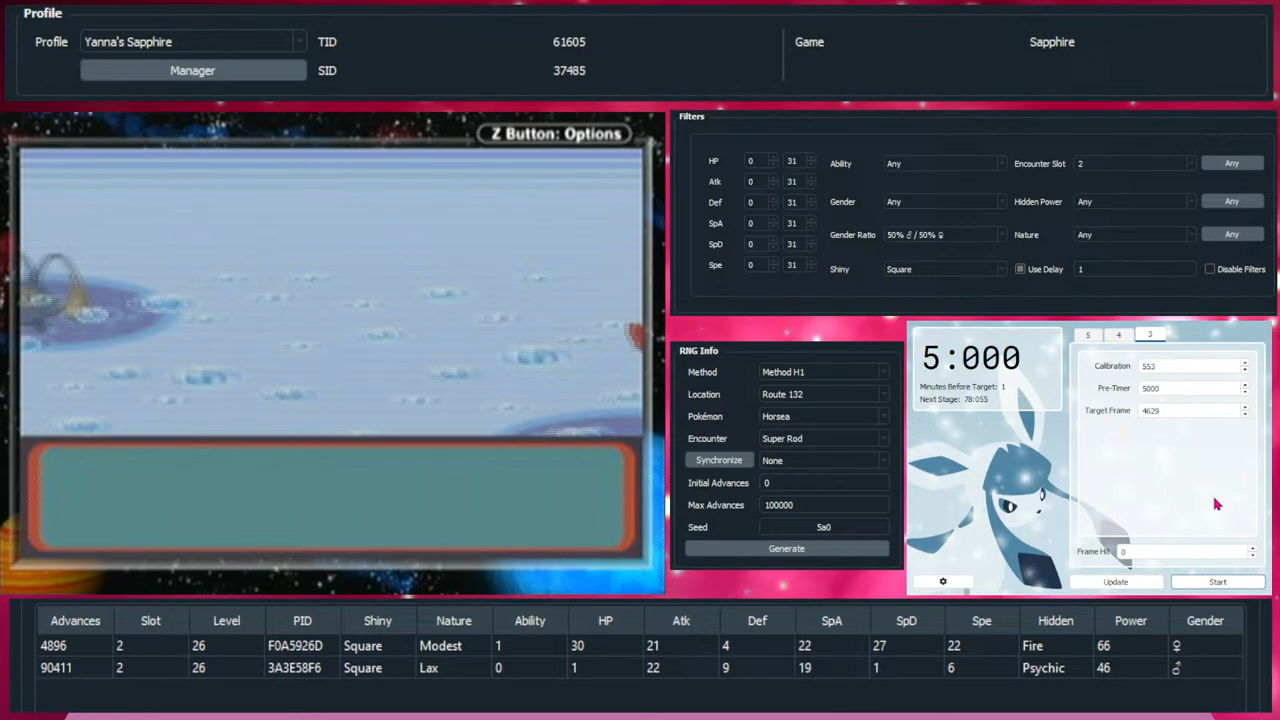 Profile
Profile Yanna's Sapphire TID 61605 Game Sapphire
Manager SID 37485
Z Button: Options
Filters
HP 0 31 Ability Any Encounter Slot 2 Any
Atk 0 31
Def 0 31 Gender Any Hidden Power Any Any
SpA 0 31
Gender Ratio 50% ♂ / 50% ♀ Nature Any Any
SpD 0 31
Spe 0 31 Shiny Square Use Delay 1 Disable Filters
RNG Info
Method Method H1
Location Route 132
Pokémon Horsea
Encounter Super Rod
Synchronize None
Initial Advances 0
Max Advances 100000
Seed 5a0
Generate
5:000
Minutes Before Target: 1
Next Stage: 78:055
5 4 3
Calibration 553
Pre-Timer 5000
Target Frame 4629
Frame Hit 0
Update Start
Advances Slot Level PID Shiny Nature Ability HP Atk Def SpA SpD Spe Hidden Power Gender
4896 2 26 F0A5926D Square Modest 1 30 21 4 22 27 22 Fire 66 ♀
90411 2 26 3A3E58F6 Square Lax 0 1 22 9 19 1 6 Psychic 46 ♂